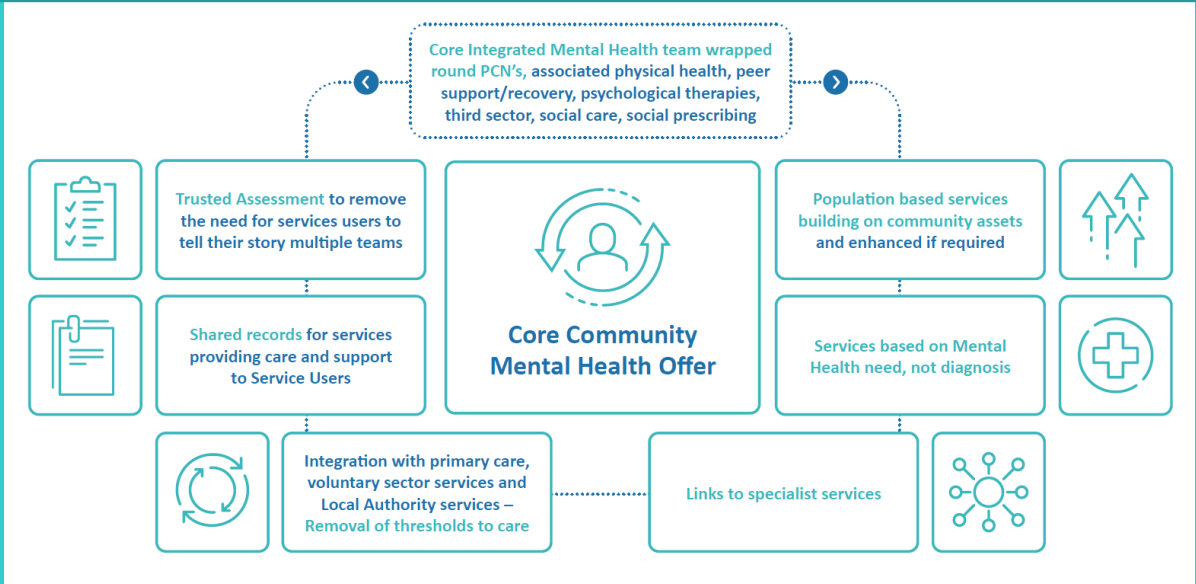 Core Integrated Mental Health team wrapped
round PCN's, associated physical health, peer
support/recovery, psychological therapies,
third sector, social care, social prescribing
Trusted Assessment to remove
the need for services users to
tell their story multiple teams
Shared records for services
providing care and support
to Service Users
Integration with primary care,
voluntary sector services and
Local Authority services –
Removal of thresholds to care
Core Community
Mental Health Offer
Population based services
building on community assets
and enhanced if required
Services based on Mental
Health need, not diagnosis
Links to specialist services